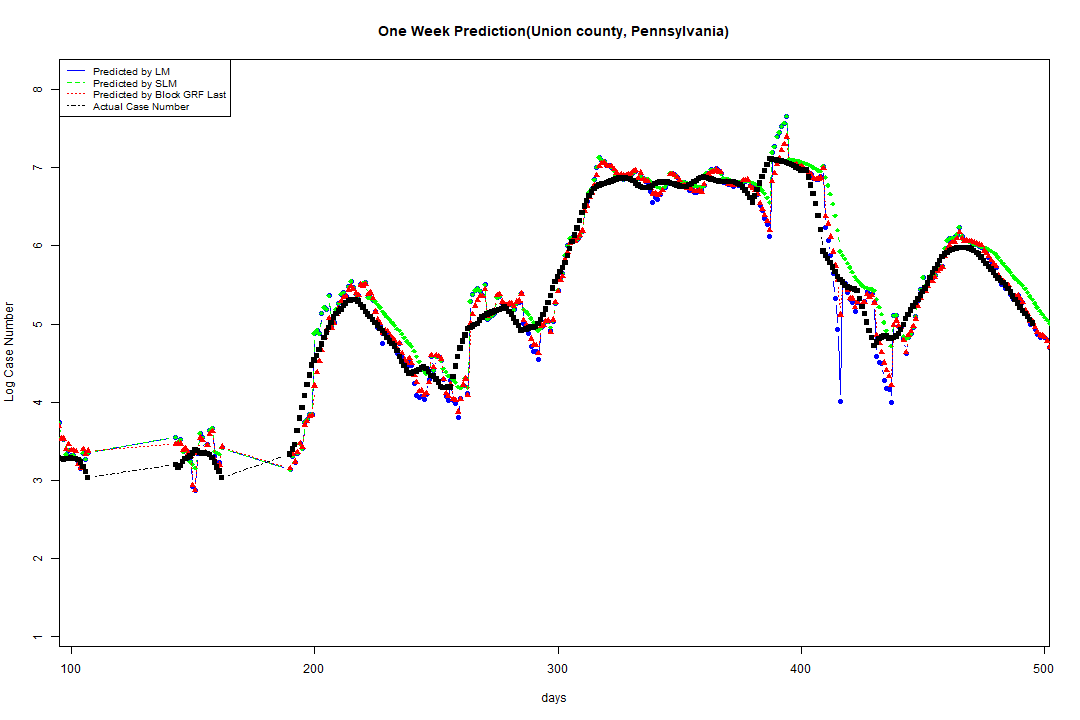 One Week Prediction(Union county, Pennsylvania)
Predicted by LM
Predicted by SLM
Predicted by Block GRF Last
Actual Case Number
8
7
6
5
4
3
2
1
Log Case Number
100 200 300 400 500
days